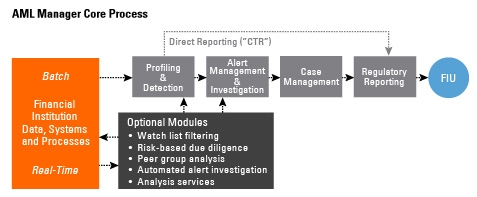 AML Manager Core Process
Direct Reporting ("CTR")
Batch
Financial
Institution
Data, Systems
and Processes
Real-Time
Profiling
&
Detection
Alert
Management
&
Investigation
Case
Management
Regulatory
Reporting
FIU
Optional Modules
• Watch list filtering
• Risk-based due diligence
• Peer group analysis
• Automated alert investigation
• Analysis services